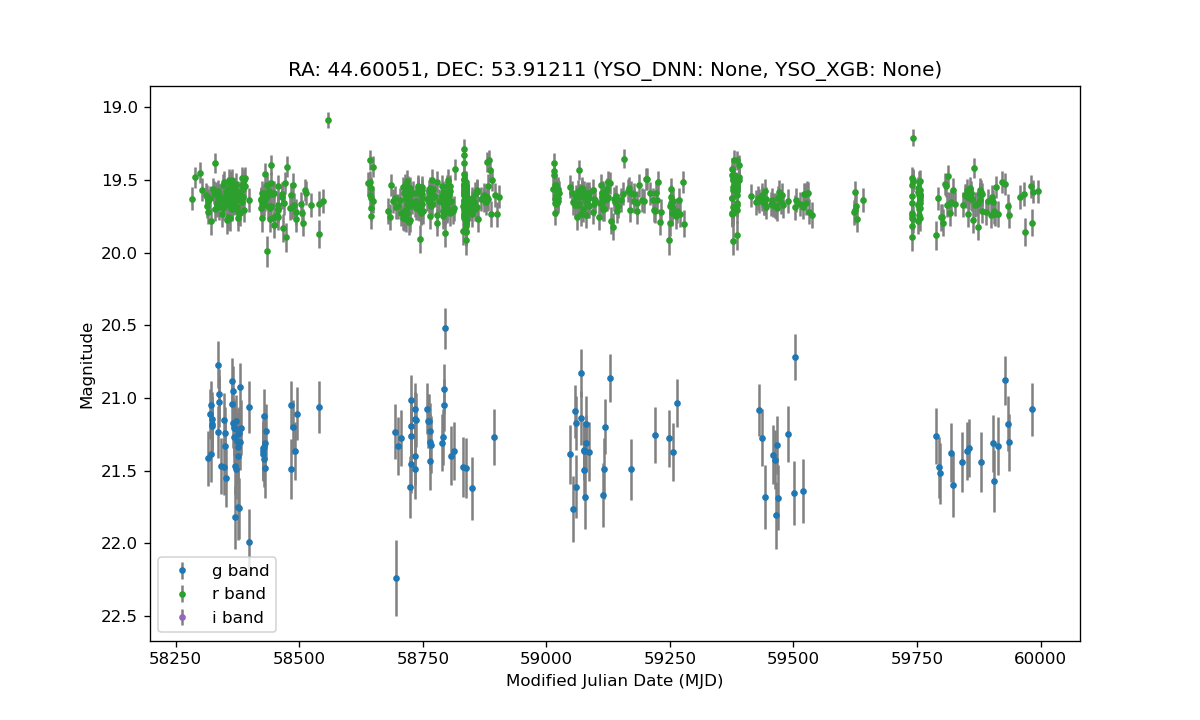 RA: 44.60051, DEC: 53.91211 (YSO_DNN: None, YSO_XGB: None)
Magnitude
19.0
19.5
20.0
20.5
21.0
21.5
22.0
22.5
g band
r band
i band
58250 58500 58750 59000 59250 59500 59750 60000
Modified Julian Date (MJD)